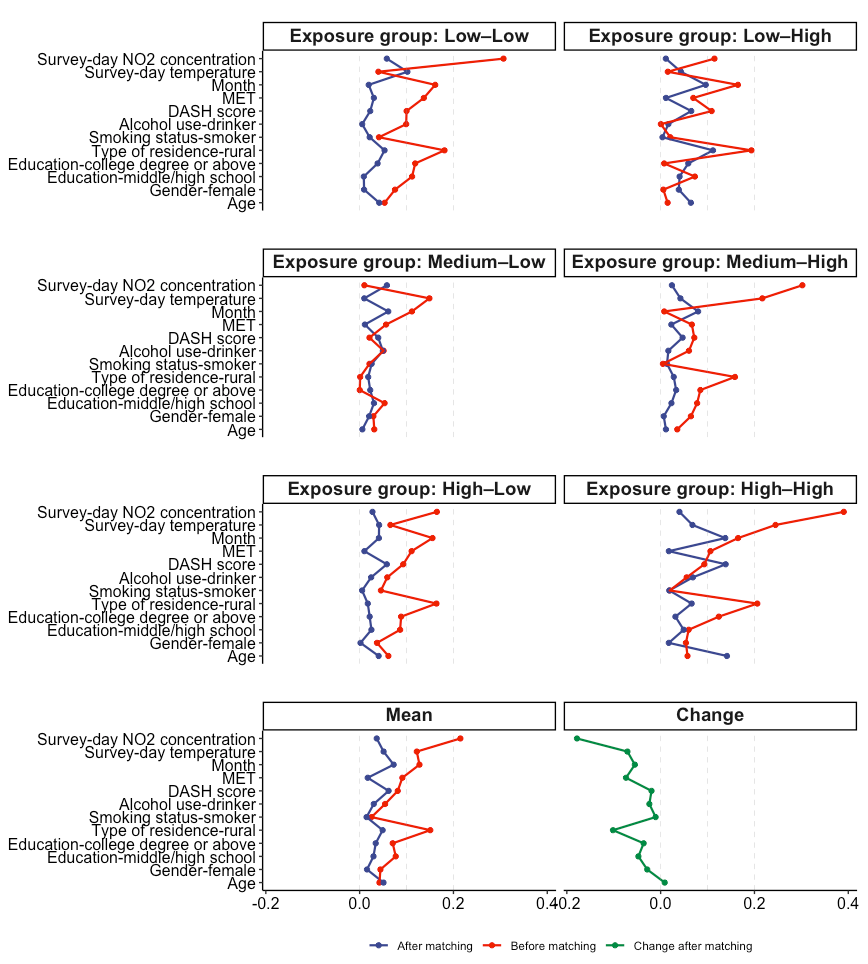 Exposure group: Low–Low
Exposure group: Low–High
Survey-day NO2 concentration
Survey-day temperature
Month
MET
DASH score
Alcohol use-drinker
Smoking status-smoker
Type of residence-rural
Education-college degree or above
Education-middle/high school
Gender-female
Age
Exposure group: Medium–Low
Exposure group: Medium–High
Survey-day NO2 concentration
Survey-day temperature
Month
MET
DASH score
Alcohol use-drinker
Smoking status-smoker
Type of residence-rural
Education-college degree or above
Education-middle/high school
Gender-female
Age
Exposure group: High–Low
Exposure group: High–High
Survey-day NO2 concentration
Survey-day temperature
Month
MET
DASH score
Alcohol use-drinker
Smoking status-smoker
Type of residence-rural
Education-college degree or above
Education-middle/high school
Gender-female
Age
Mean
Change
Survey-day NO2 concentration
Survey-day temperature
Month
MET
DASH score
Alcohol use-drinker
Smoking status-smoker
Type of residence-rural
Education-college degree or above
Education-middle/high school
Gender-female
Age
-0.2 0.0 0.2 0.4 -0.2 0.0 0.2 0.4
After matching Before matching Change after matching